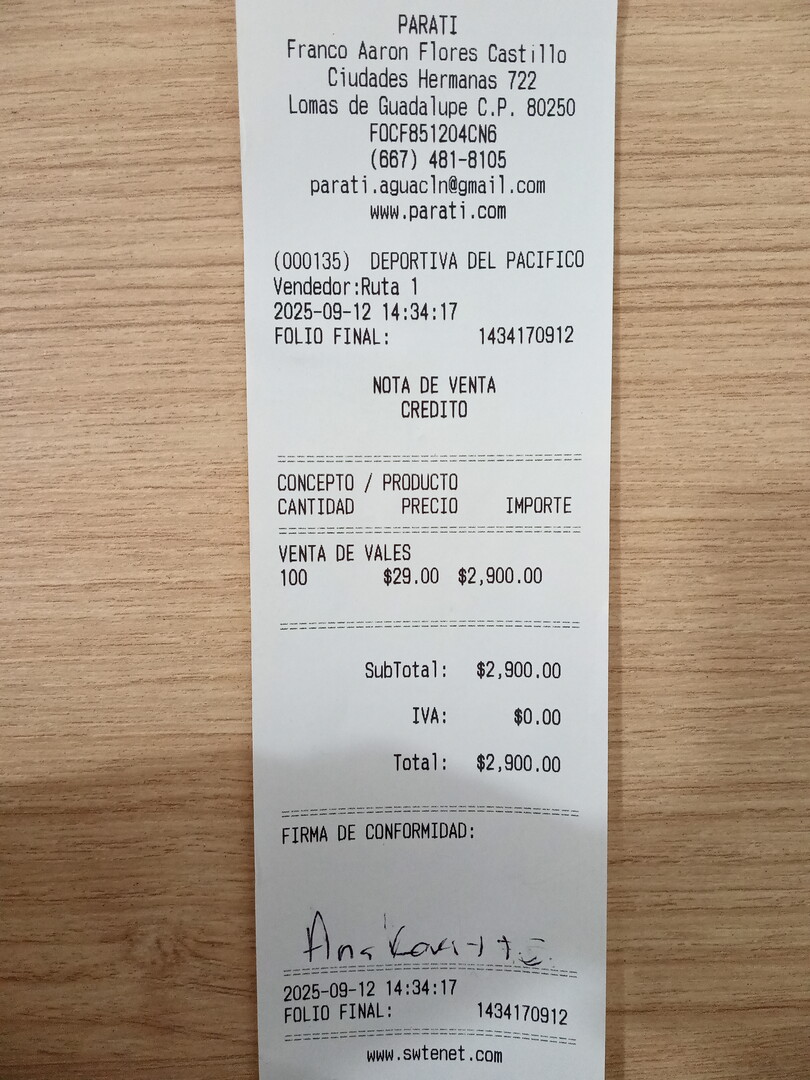 PARATI
Franco Aaron Flores Castillo
Ciudades Hermanas 722
Lomas de Guadalupe C.P. 80250
FOCF851204CN6
(667) 481-8105
parati.aguacln@gmail.com
www.parati.com
(000135) DEPORTIVA DEL PACIFICO
Vendedor:Ruta 1
2025-09-12 14:34:17
FOLIO FINAL: 1434170912
NOTA DE VENTA
CREDITO
================================
CONCEPTO / PRODUCTO
CANTIDAD PRECIO IMPORTE
================================
VENTA DE VALES
100 $29.00 $2,900.00
================================
SubTotal: $2,900.00
IVA: $0.00
Total: $2,900.00
================================
FIRMA DE CONFORMIDAD:
Ana
================================
2025-09-12 14:34:17
FOLIO FINAL: 1434170912
================================
www.swtenet.com